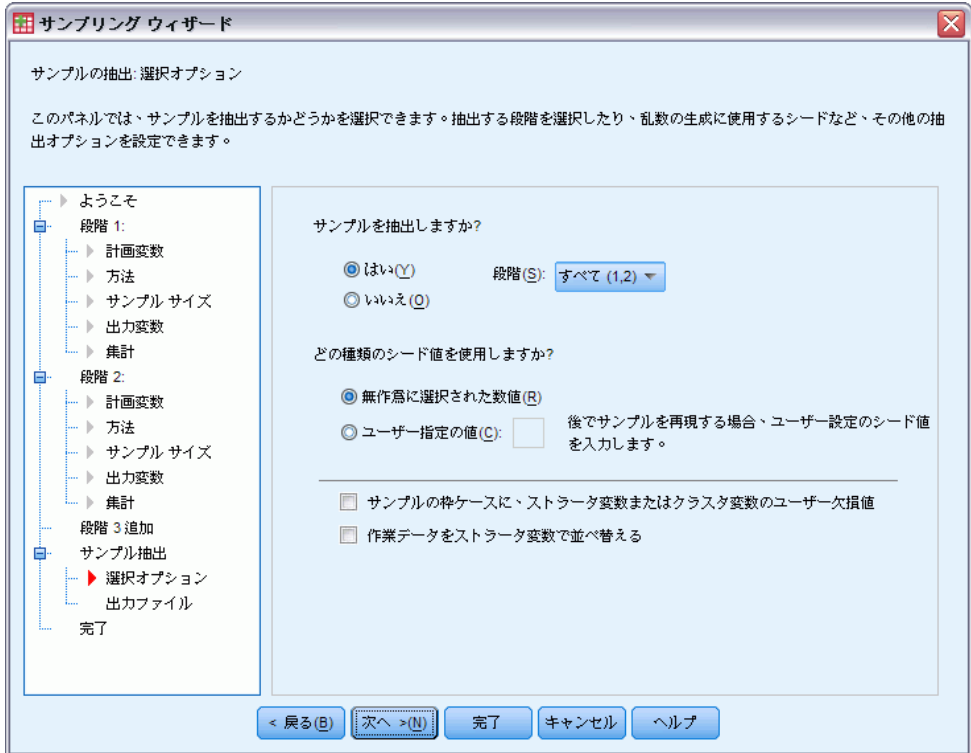 サンプリング ウィザード
サンプルの抽出: 選択オプション
このパネルでは、サンプルを抽出するかどうかを選択できます。抽出する段階を選択したり、乱数の生成に使用するシードなど、その他の抽
出オプションを設定できます。
ようこそ
段階 1:
計画変数
方法
サンプル サイズ
出力変数
集計
段階 2:
計画変数
方法
サンプル サイズ
出力変数
集計
段階 3 追加
サンプル抽出
選択オプション
出力ファイル
完了
サンプルを抽出しますか?
はい(Y) 段階(S): すべて (1,2)
いいえ(O)
どの種類のシード値を使用しますか?
無作為に選択された数値(R)
ユーザー指定の値(C): 後でサンプルを再現する場合、ユーザー設定のシード値
を入力します。
サンプルの枠ケースに、ストラータ変数またはクラスタ変数のユーザー欠損値
作業データをストラータ変数で並べ替える
< 戻る(B) 次へ >(N) 完了 キャンセル ヘルプ